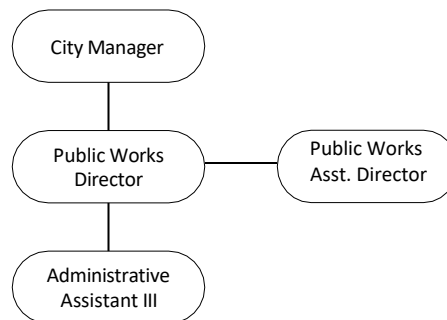 City Manager
Public Works
Director
Public Works
Asst. Director
Administrative
Assistant III